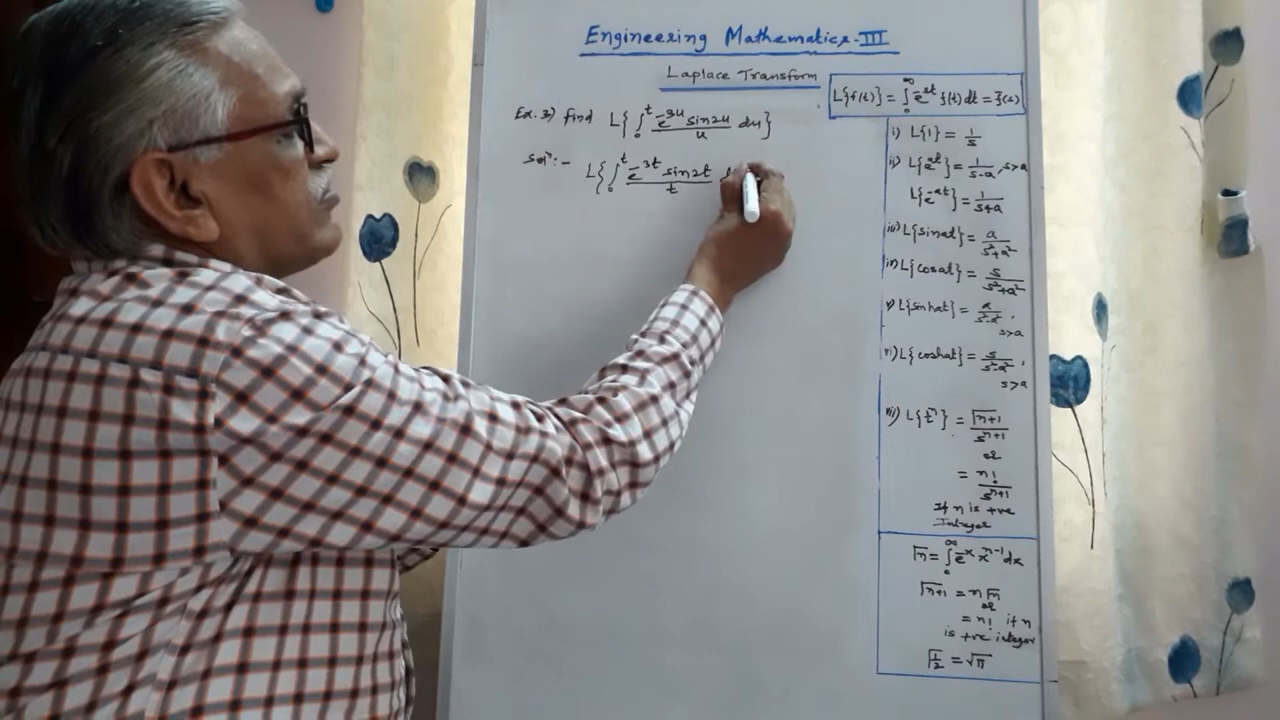 Engineering Mathematics-III
Laplace Transform
L{f(t)} = ∫₀^∞ e^-st f(t) dt = f̄(s)
Ex. 3) find L{ ∫₀^t e^-3u sin2u / u du}
Solⁿ:- L{ ∫₀^t e^-3t sin2t / t
i) L{1} = 1/s
ii) L{e^at} = 1/s-a, s>a
L{e^-at} = 1/s+a
iii) L{sinat} = a/s²+a²
iv) L{cosat} = s/s²+a²
v) L{sinhat} = a/s²-a²,
s>a
vi) L{coshat} = s/s²-a²,
s>a
vii) L{t^n} = Γn+1/s^n+1
or
= n!/s^n+1
If n is +ve
Integer
Γn = ∫₀^∞ e^-x x^n-1 dx
Γn+1 = nΓn
or
= n! if n
is +ve integer
Γ1/2 = √π